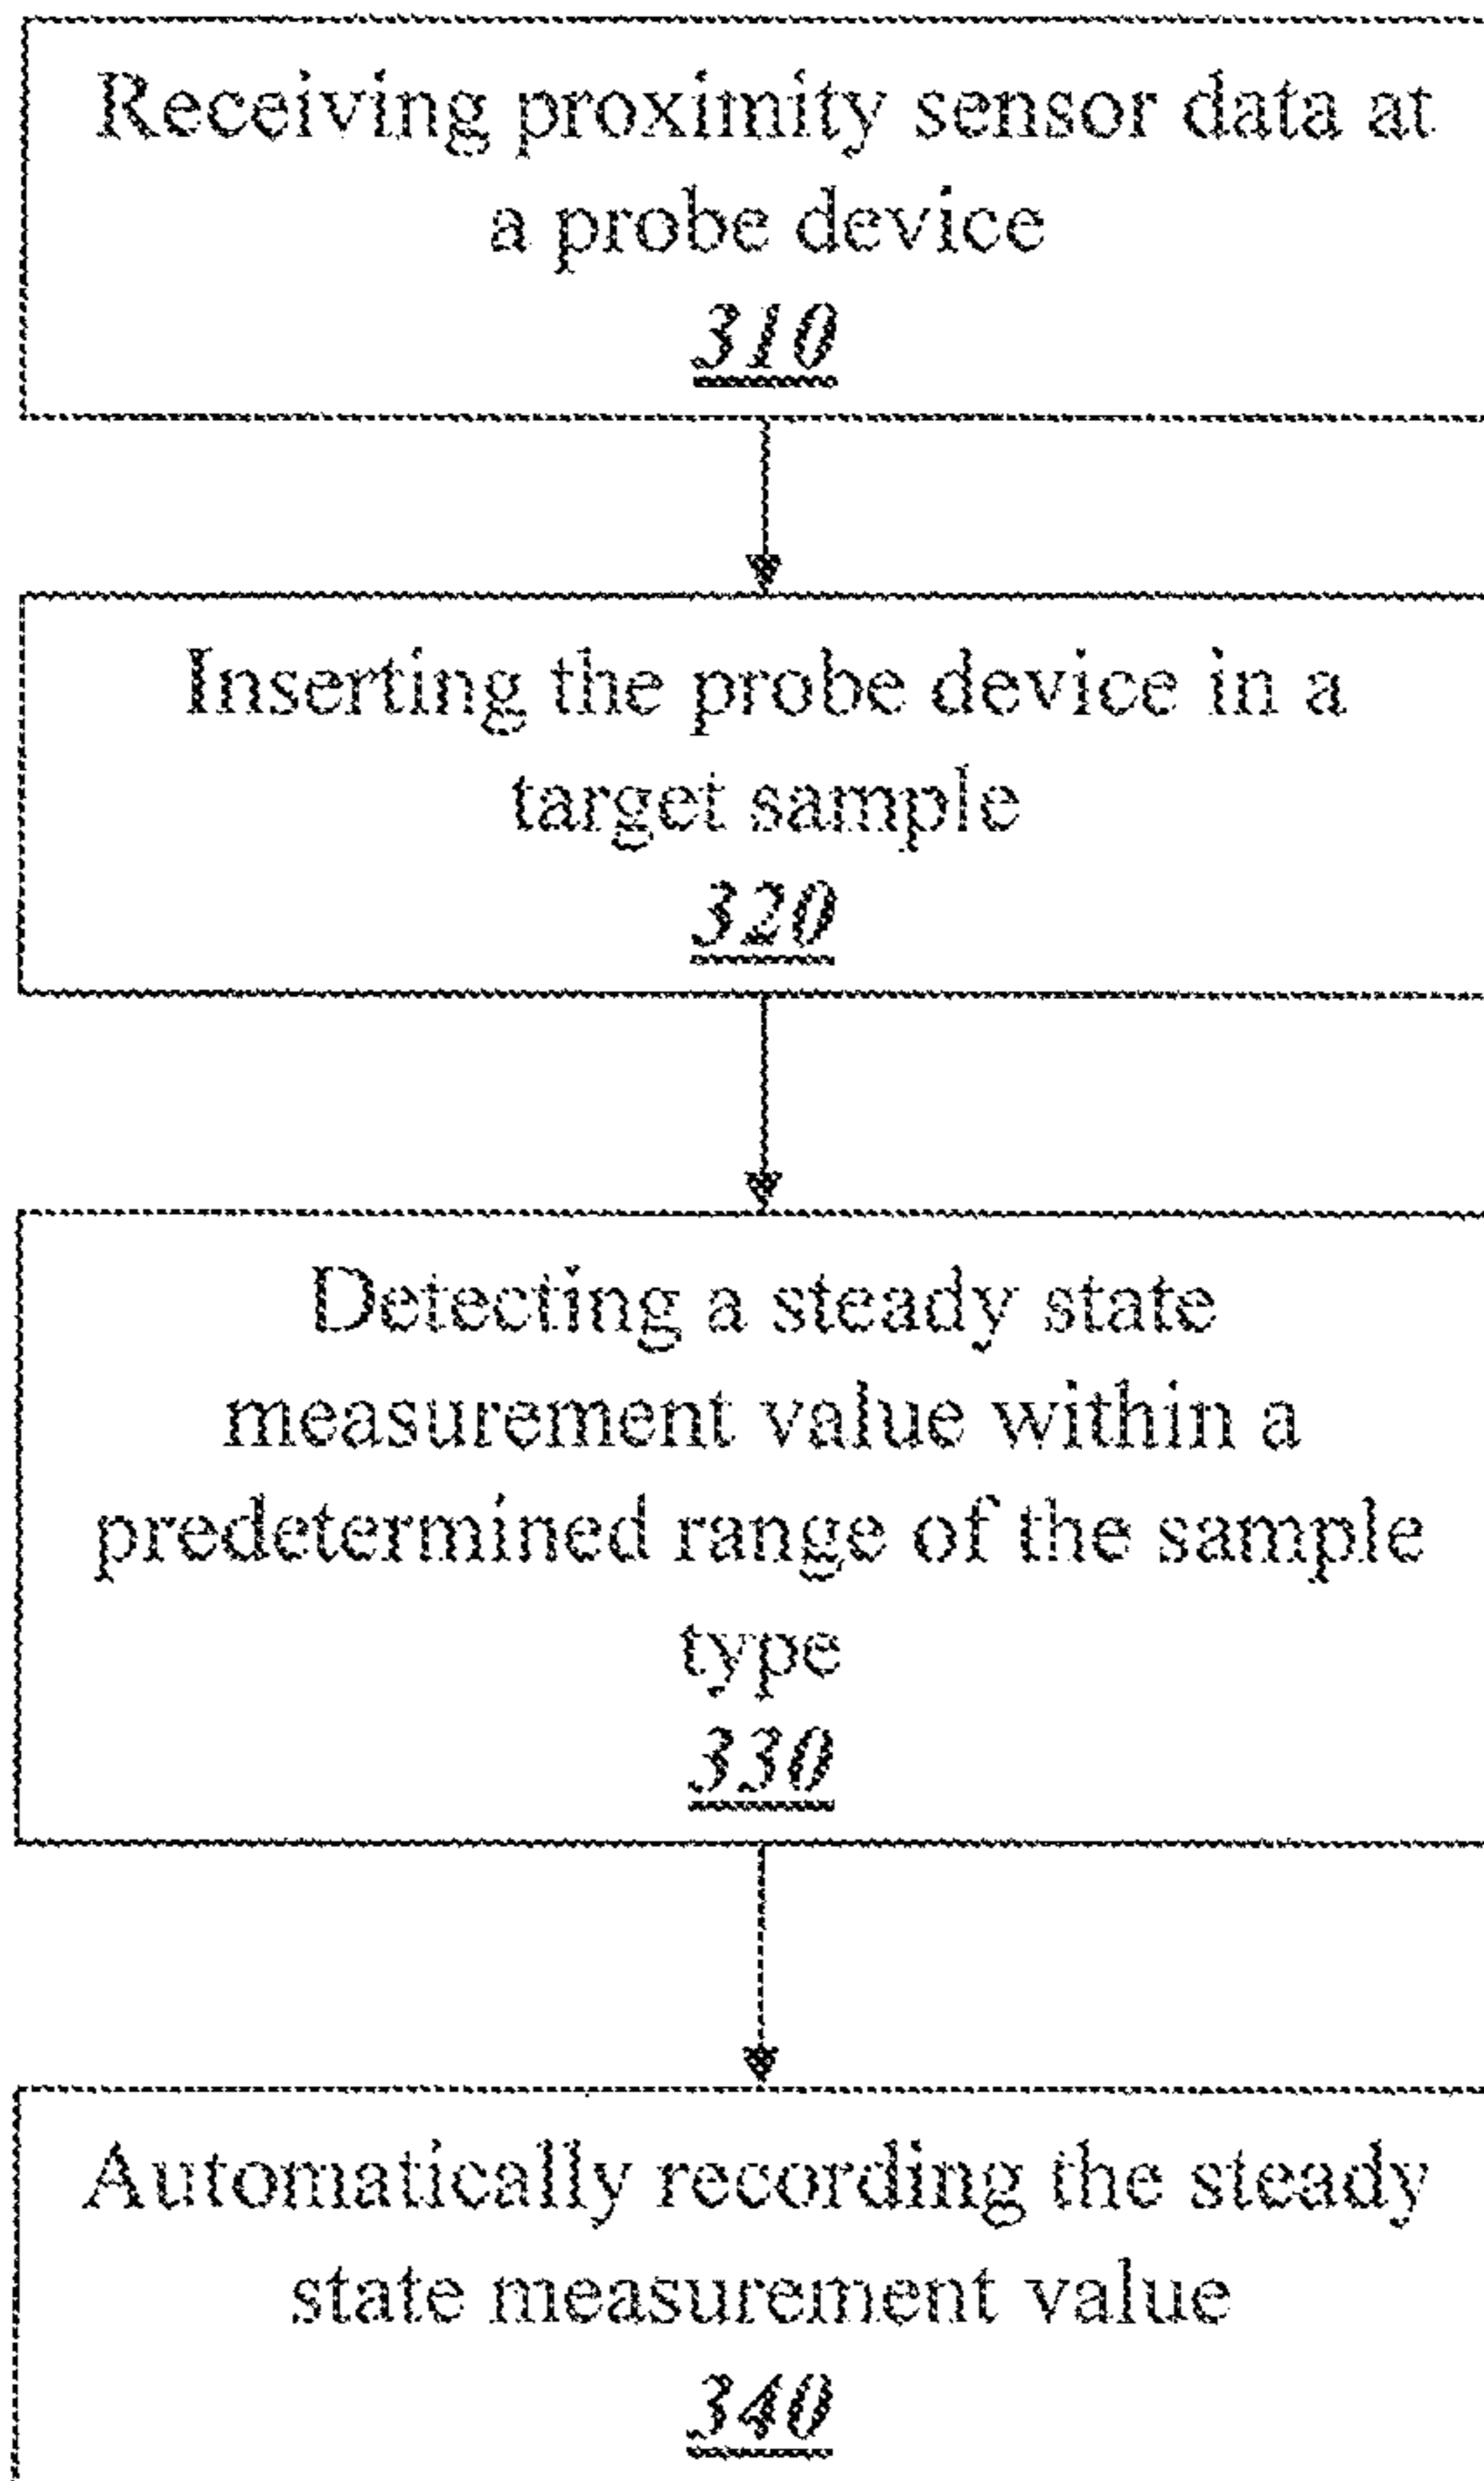 Receiving proximity sensor data at
a probe device
310
Inserting the probe device in a
target sample
320
Detecting a steady state
measurement value within a
predetermined range of the sample
type
330
Automatically recording the steady
state measurement value
340